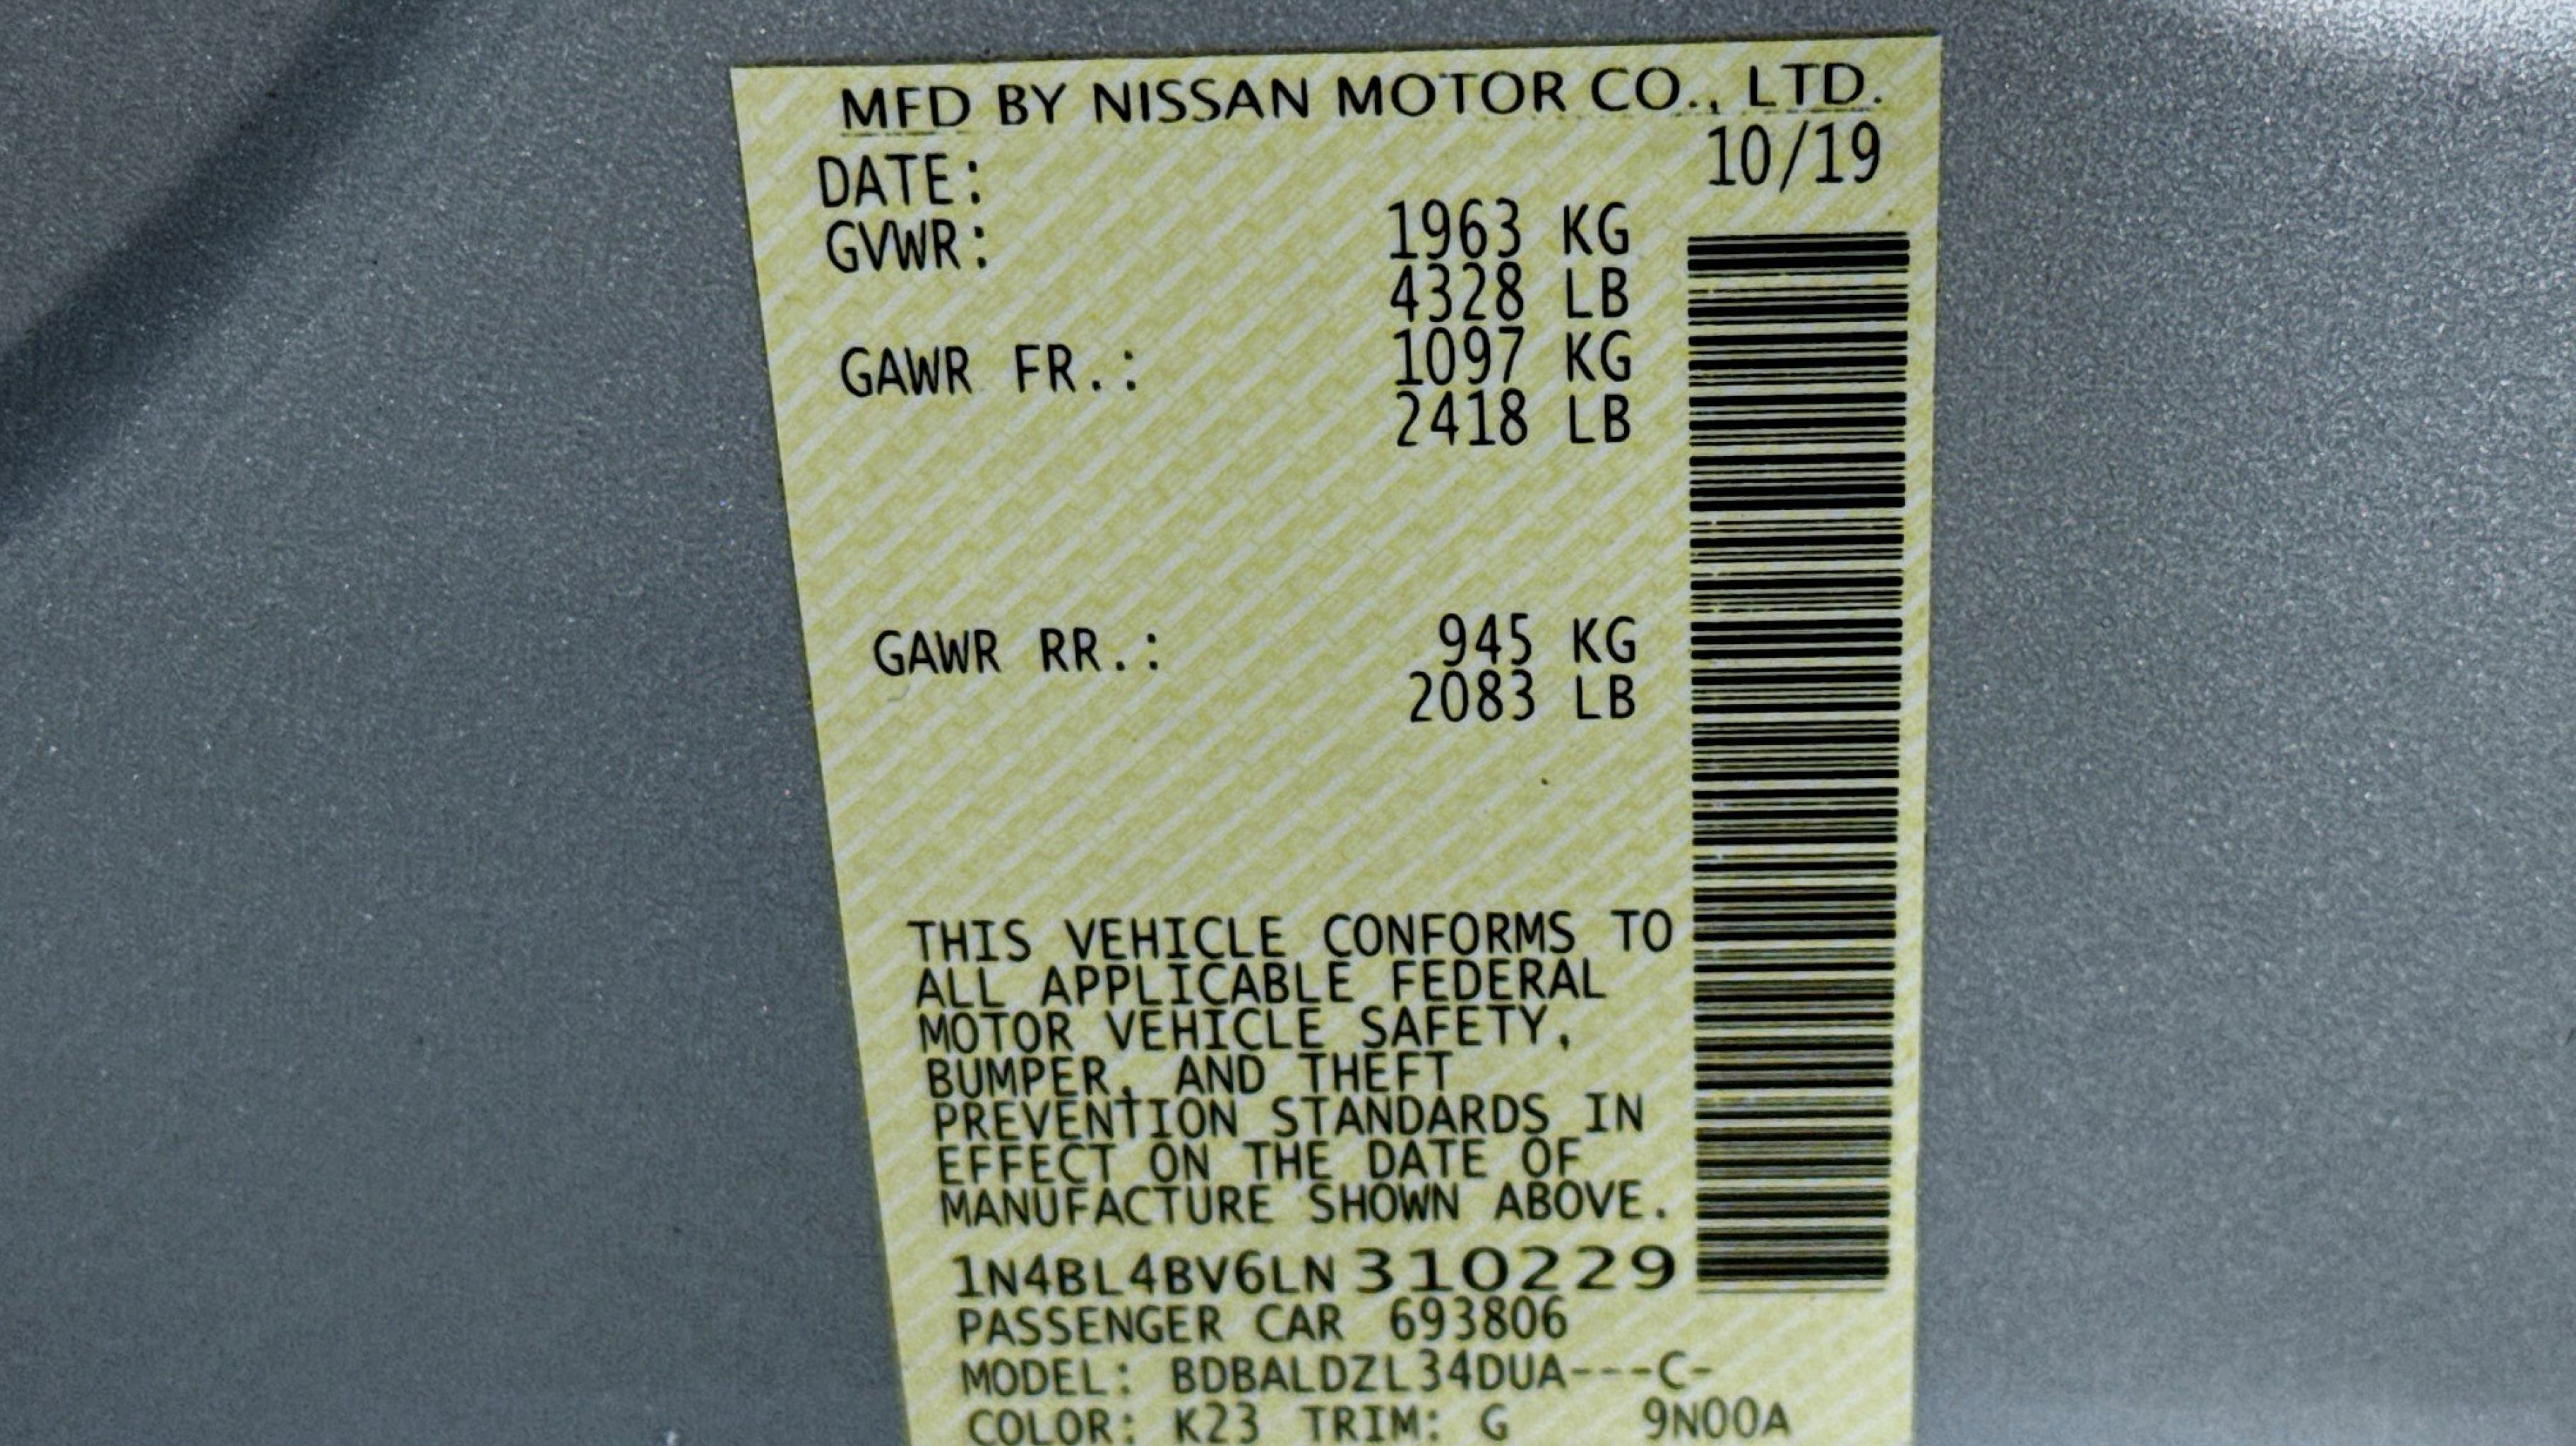 MFD BY NISSAN MOTOR CO., LTD.
DATE: 10/19
GVWR: 1963 KG
4328 LB
GAWR FR.: 1097 KG
2418 LB
GAWR RR.: 945 KG
2083 LB
THIS VEHICLE CONFORMS TO
ALL APPLICABLE FEDERAL
MOTOR VEHICLE SAFETY,
BUMPER, AND THEFT
PREVENTION STANDARDS IN
EFFECT ON THE DATE OF
MANUFACTURE SHOWN ABOVE.
1N4BL4BV6LN310229
PASSENGER CAR 693806
MODEL: BDBALDZL34DUA---C-
COLOR: K23 TRIM: G 9N00A